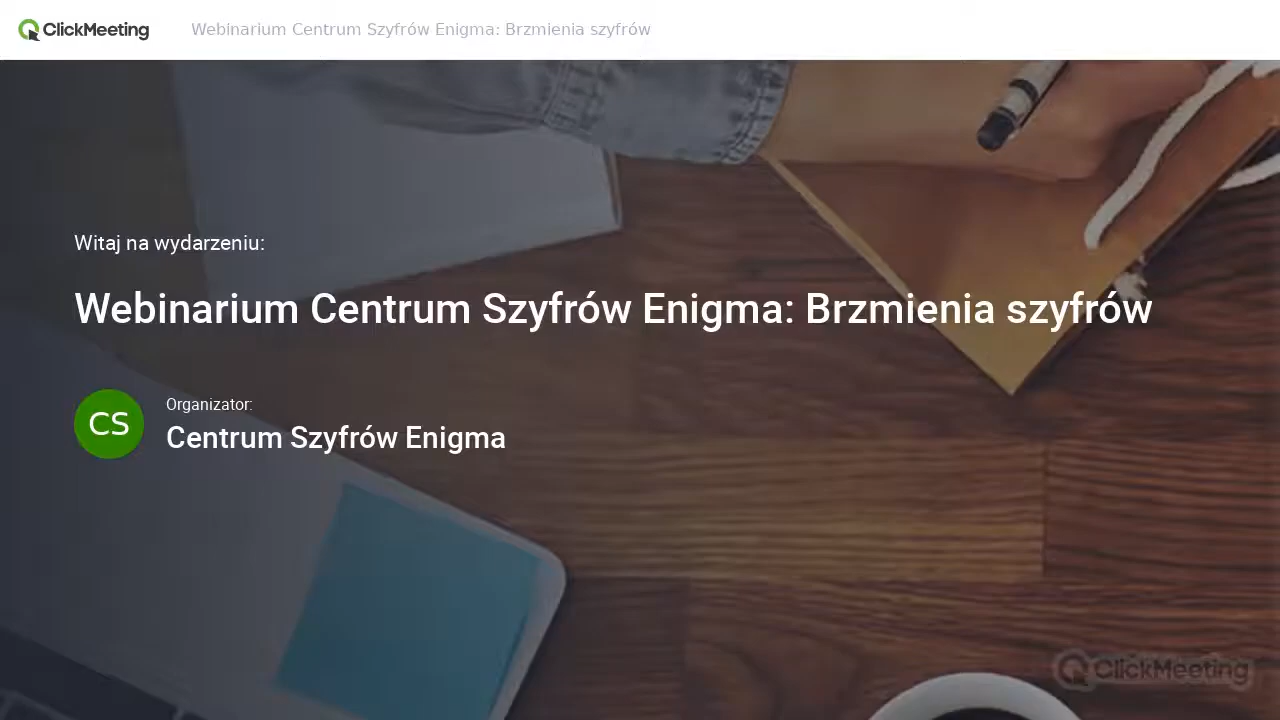 ClickMeeting
Webinarium Centrum Szyfrów Enigma: Brzmienia szyfrów
Witaj na wydarzeniu:
Webinarium Centrum Szyfrów Enigma: Brzmienia szyfrów
CS
Organizator:
Centrum Szyfrów Enigma
ClickMeeting